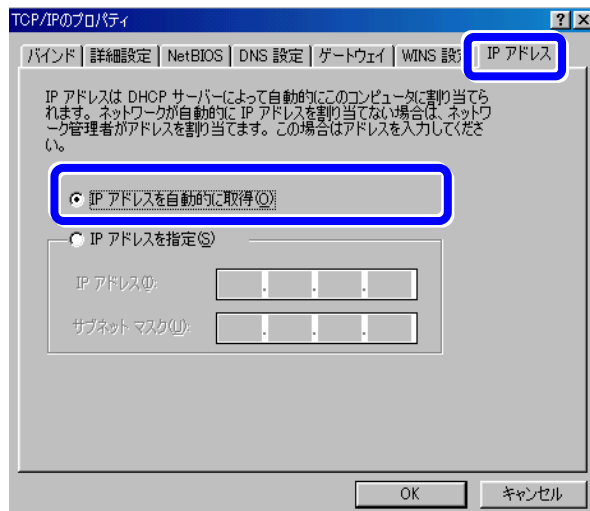 TCP/IPのプロパティ
バインド 詳細設定 NetBIOS DNS 設定 ゲートウェイ WINS 設定 IP アドレス
IP アドレスは DHCP サーバーによって自動的にこのコンピュータに割り当てら
れます。ネットワークが自動的に IP アドレスを割り当てない場合は、ネットワ
ーク管理者がアドレスを割り当てます。この場合はアドレスを入力してくださ
い。
IP アドレスを自動的に取得(O)
IP アドレスを指定(S)
IP アドレス(I):
サブネット マスク(U):
OK キャンセル